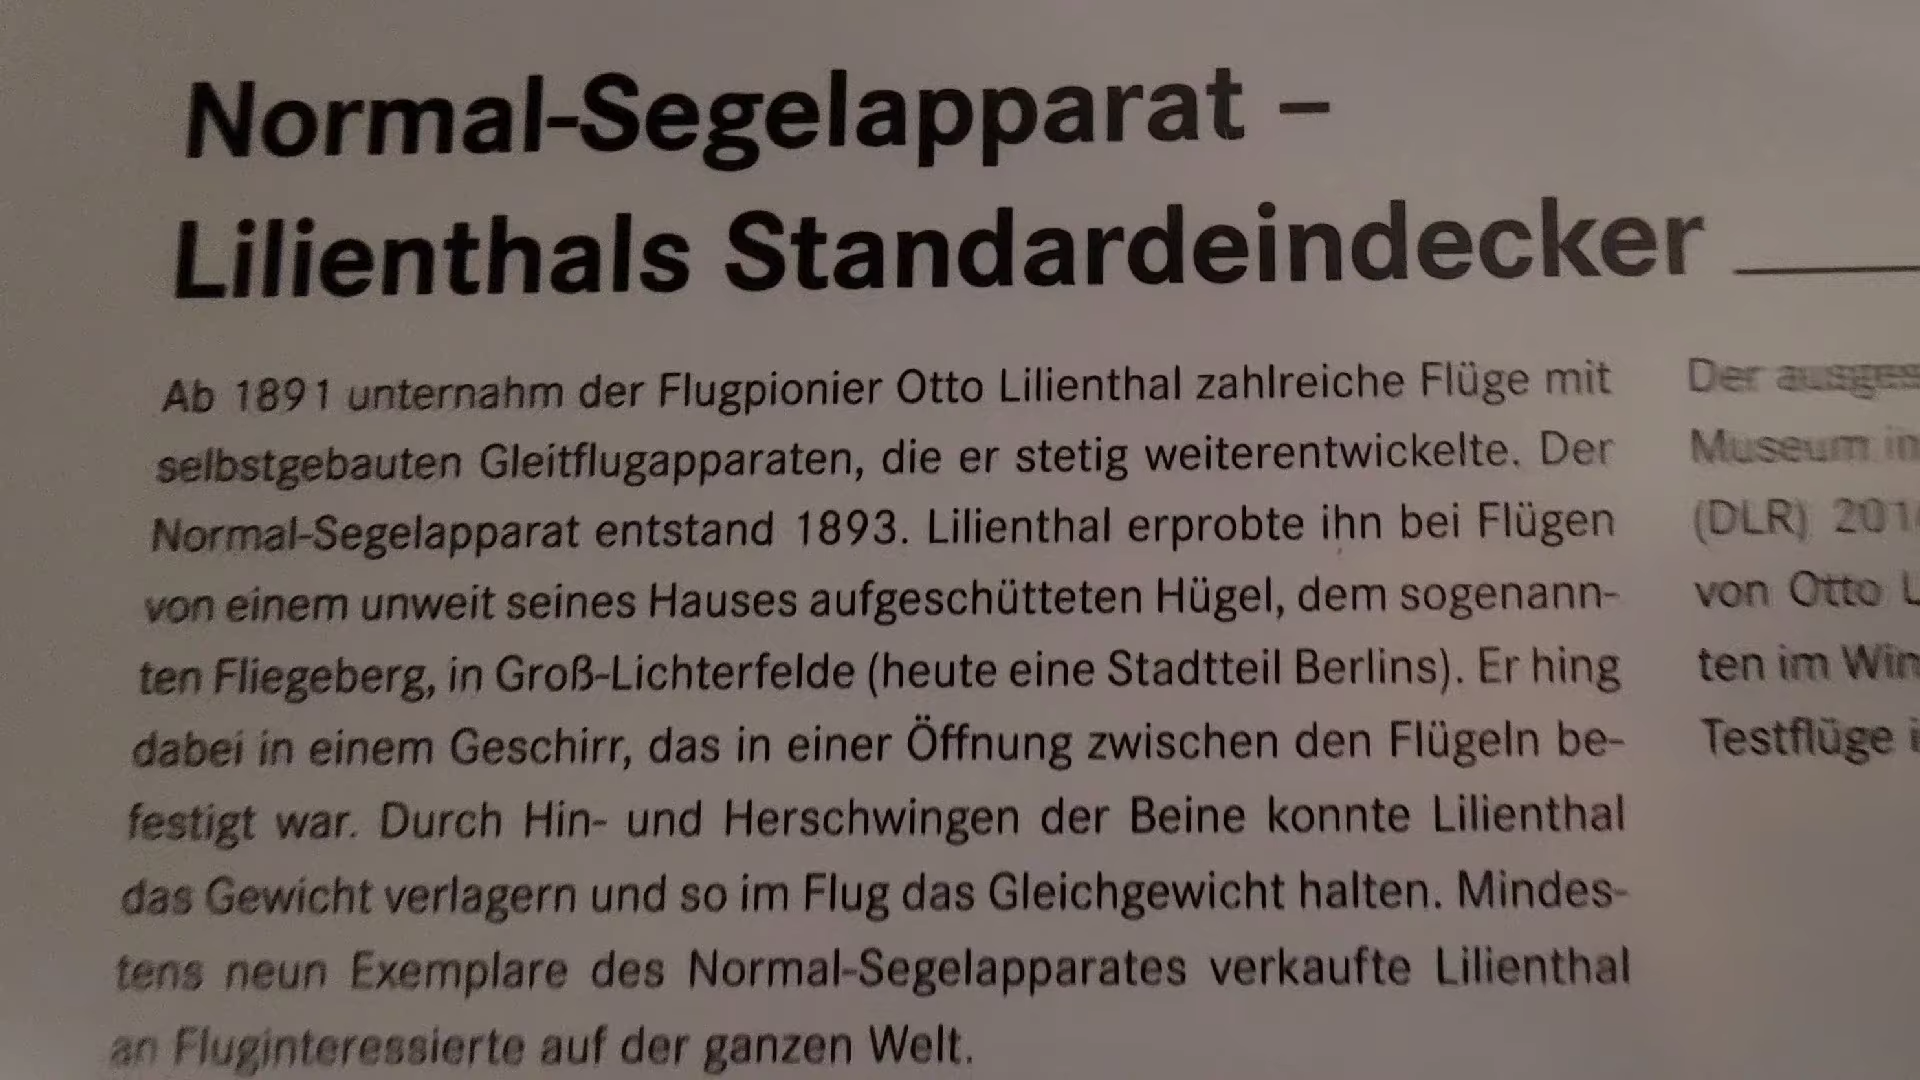 Normal-Segelapparat –
Lilienthals Standardeindecker
Ab 1891 unternahm der Flugpionier Otto Lilienthal zahlreiche Flüge mit
selbstgebauten Gleitflugapparaten, die er stetig weiterentwickelte. Der
Normal-Segelapparat entstand 1893. Lilienthal erprobte ihn bei Flügen
von einem unweit seines Hauses aufgeschütteten Hügel, dem sogenann-
ten Fliegeberg, in Groß-Lichterfelde (heute eine Stadtteil Berlins). Er hing
dabei in einem Geschirr, das in einer Öffnung zwischen den Flügeln be-
festigt war. Durch Hin- und Herschwingen der Beine konnte Lilienthal
das Gewicht verlagern und so im Flug das Gleichgewicht halten. Mindes-
tens neun Exemplare des Normal-Segelapparates verkaufte Lilienthal
an Fluginteressierte auf der ganzen Welt.
Der
Museum in
(DLR)
von Otto
ten im
Testflüge